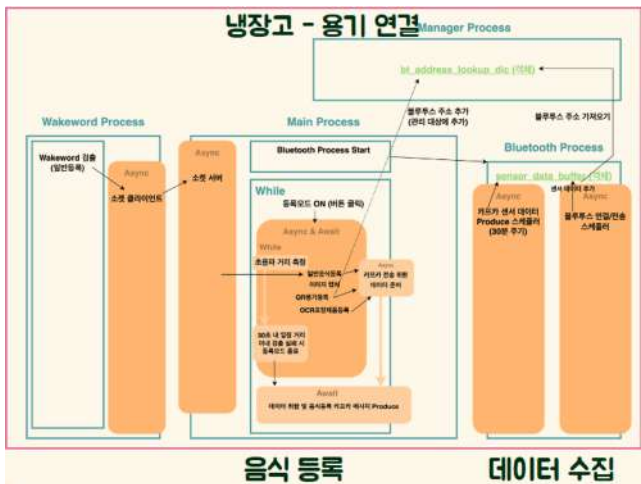 냉장고 - 용기 연결
Manager Process
bt_address_lookup_dic (객체)
블루투스 주소 추가
(관리 대상에 추가)
블루투스 주소 가져오기
Wakeword Process
Main Process
Bluetooth Process
Wakeword 검출
(일반등록)
Async
소켓 클라이언트
Async
소켓 서버
Bluetooth Process Start
sensor_data_buffer (객체)
센서 데이터 추가
Async
카프카 센서 데이터
Produce 스케줄러
(30분 주기)
Async
블루투스 연결/전송
스케줄러
While
등록모드 ON (버튼 클릭)
Async & Await
While
초음파 거리 측정
일반음식등록
이미지 캡처
QR용기등록
OCR포장제품등록
Async
카프카 전송 위한
데이터 준비
30초 내 일정 거리
이내 검출 실패 시
등록모드 종료
Await
데이터 취합 및 음식등록 카프카 메시지 Produce
음식 등록
데이터 수집